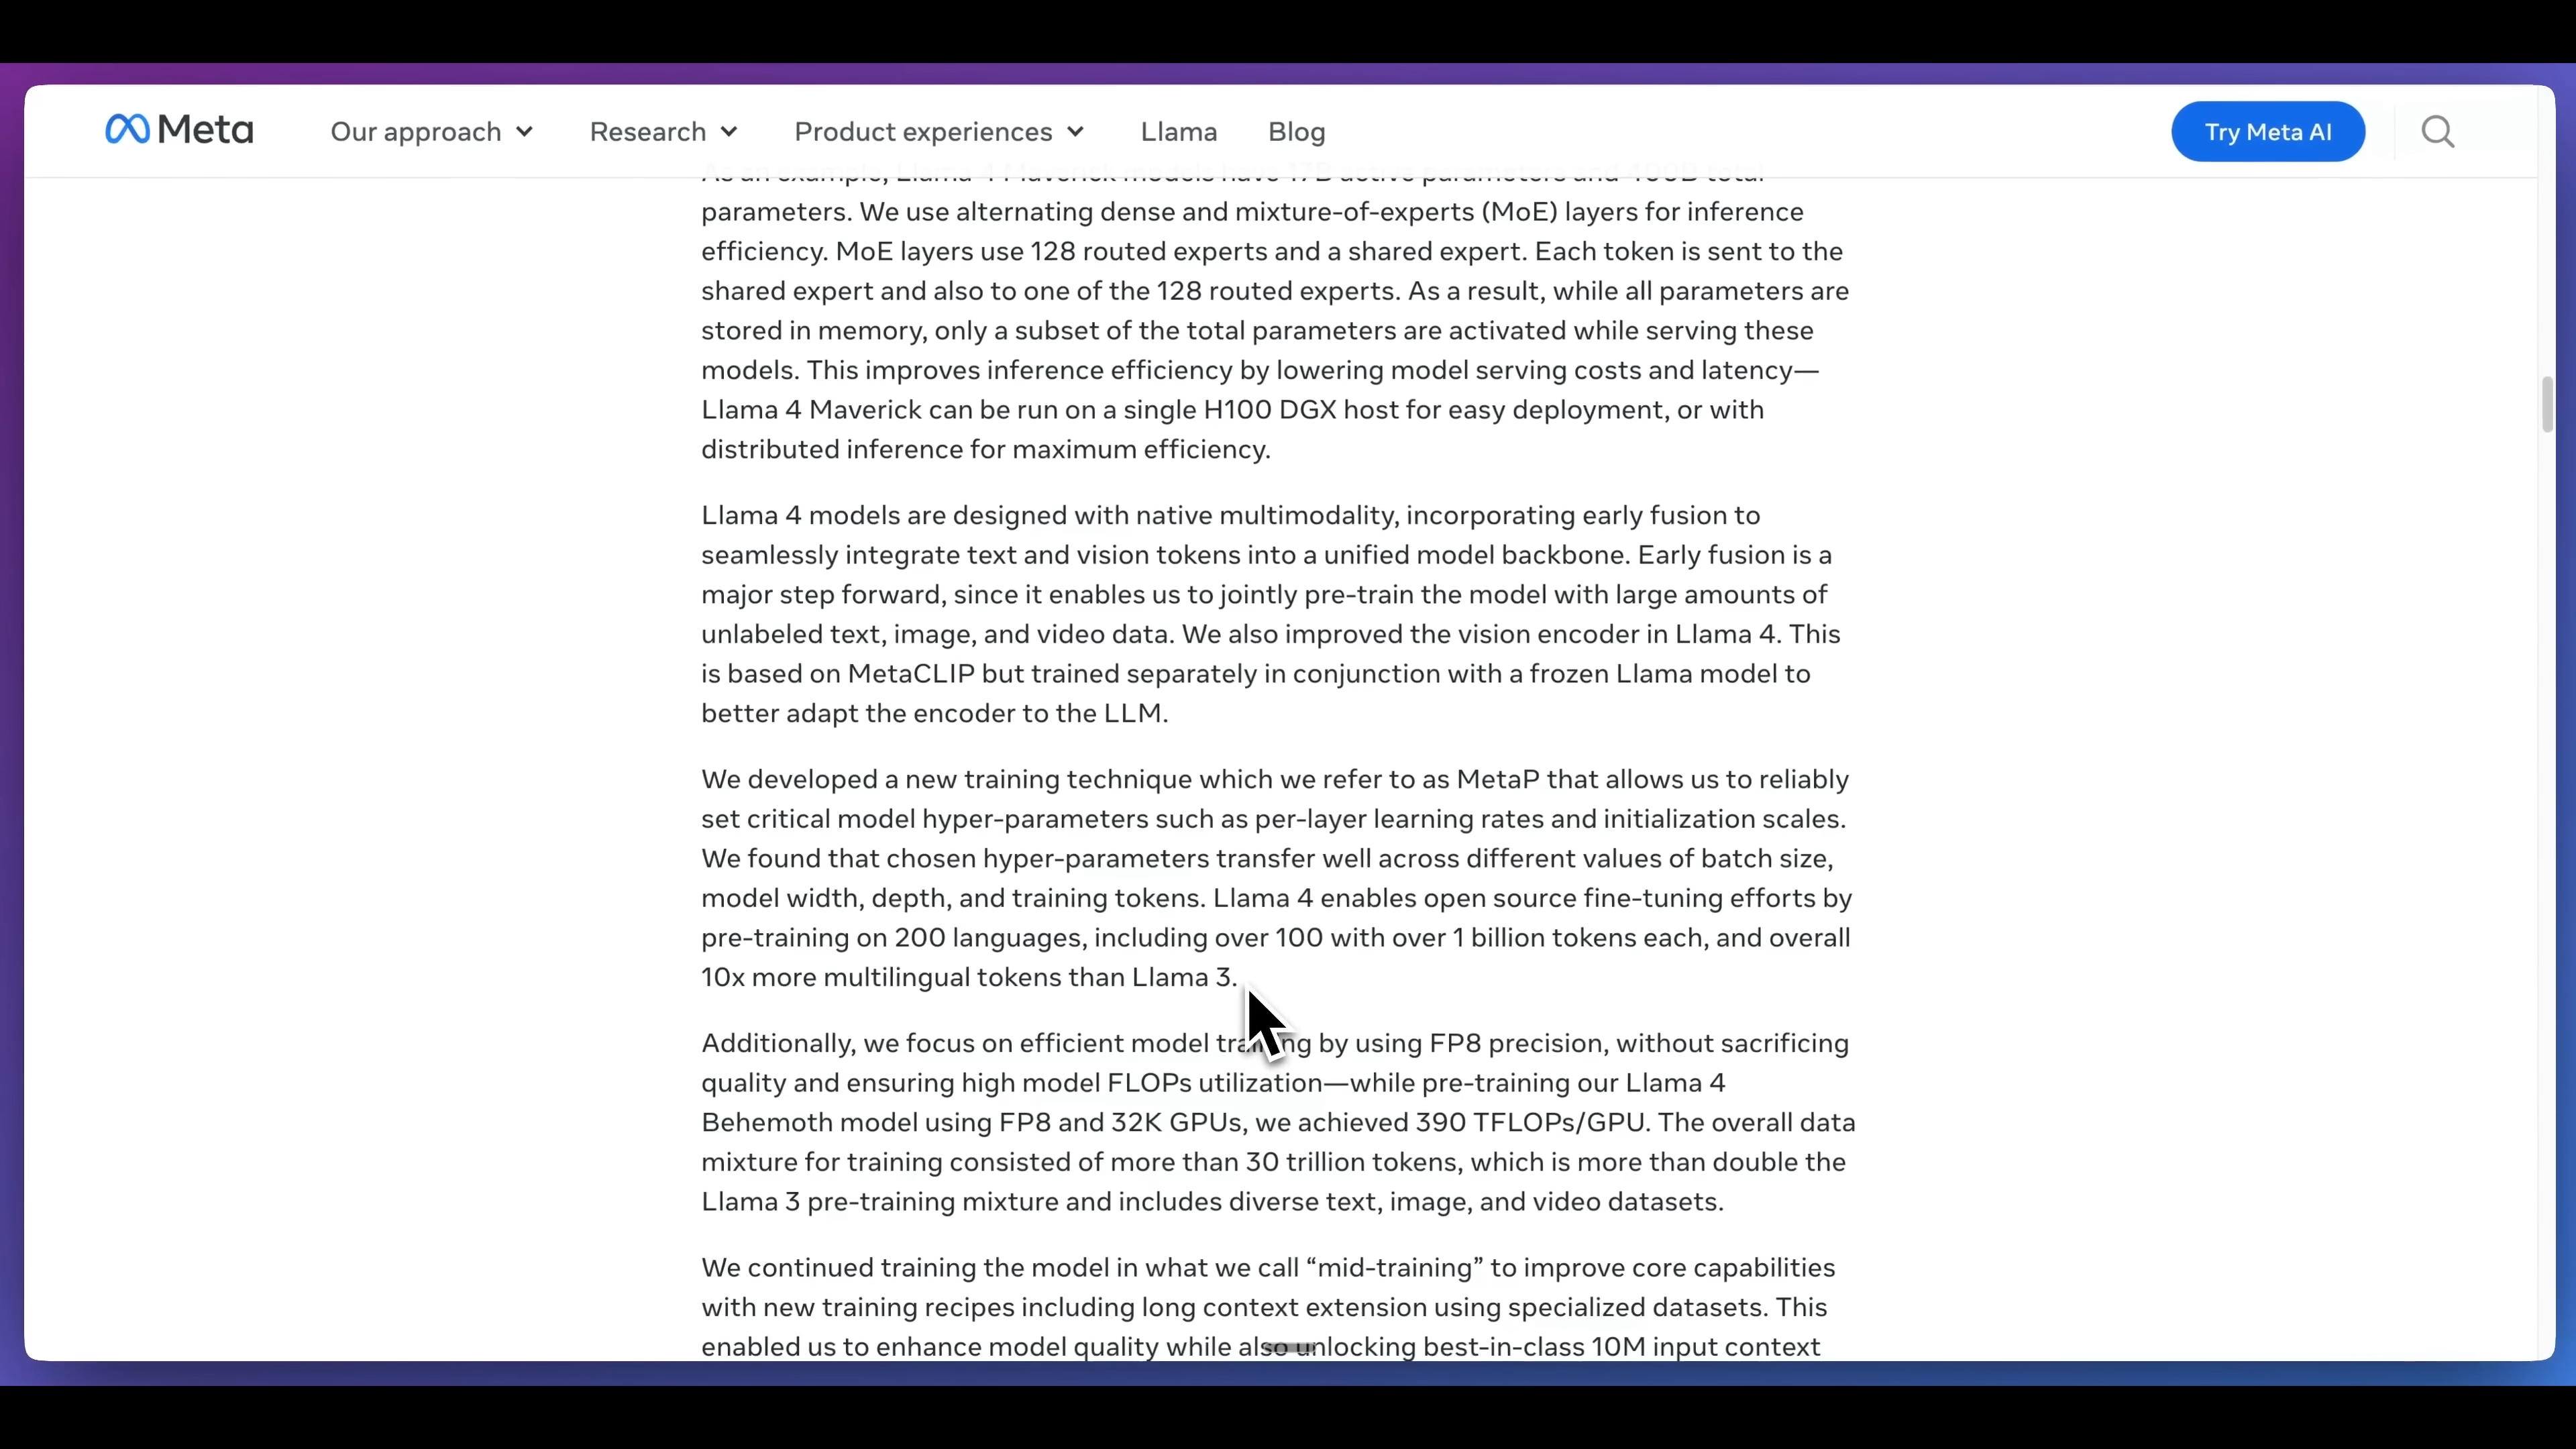 Meta
Our approach
Research
Product experiences
Llama
Blog
Try Meta AI
As an example, Llama 4 Maverick models have 17B active parameters and 400B total
parameters. We use alternating dense and mixture-of-experts (MoE) layers for inference
efficiency. MoE layers use 128 routed experts and a shared expert. Each token is sent to the
shared expert and also to one of the 128 routed experts. As a result, while all parameters are
stored in memory, only a subset of the total parameters are activated while serving these
models. This improves inference efficiency by lowering model serving costs and latency—
Llama 4 Maverick can be run on a single H100 DGX host for easy deployment, or with
distributed inference for maximum efficiency.
Llama 4 models are designed with native multimodality, incorporating early fusion to
seamlessly integrate text and vision tokens into a unified model backbone. Early fusion is a
major step forward, since it enables us to jointly pre-train the model with large amounts of
unlabeled text, image, and video data. We also improved the vision encoder in Llama 4. This
is based on MetaCLIP but trained separately in conjunction with a frozen Llama model to
better adapt the encoder to the LLM.
We developed a new training technique which we refer to as MetaP that allows us to reliably
set critical model hyper-parameters such as per-layer learning rates and initialization scales.
We found that chosen hyper-parameters transfer well across different values of batch size,
model width, depth, and training tokens. Llama 4 enables open source fine-tuning efforts by
pre-training on 200 languages, including over 100 with over 1 billion tokens each, and overall
10x more multilingual tokens than Llama 3.
Additionally, we focus on efficient model training by using FP8 precision, without sacrificing
quality and ensuring high model FLOPs utilization—while pre-training our Llama 4
Behemoth model using FP8 and 32K GPUs, we achieved 390 TFLOPs/GPU. The overall data
mixture for training consisted of more than 30 trillion tokens, which is more than double the
Llama 3 pre-training mixture and includes diverse text, image, and video datasets.
We continued training the model in what we call “mid-training” to improve core capabilities
with new training recipes including long context extension using specialized datasets. This
enabled us to enhance model quality while also unlocking best-in-class 10M input context